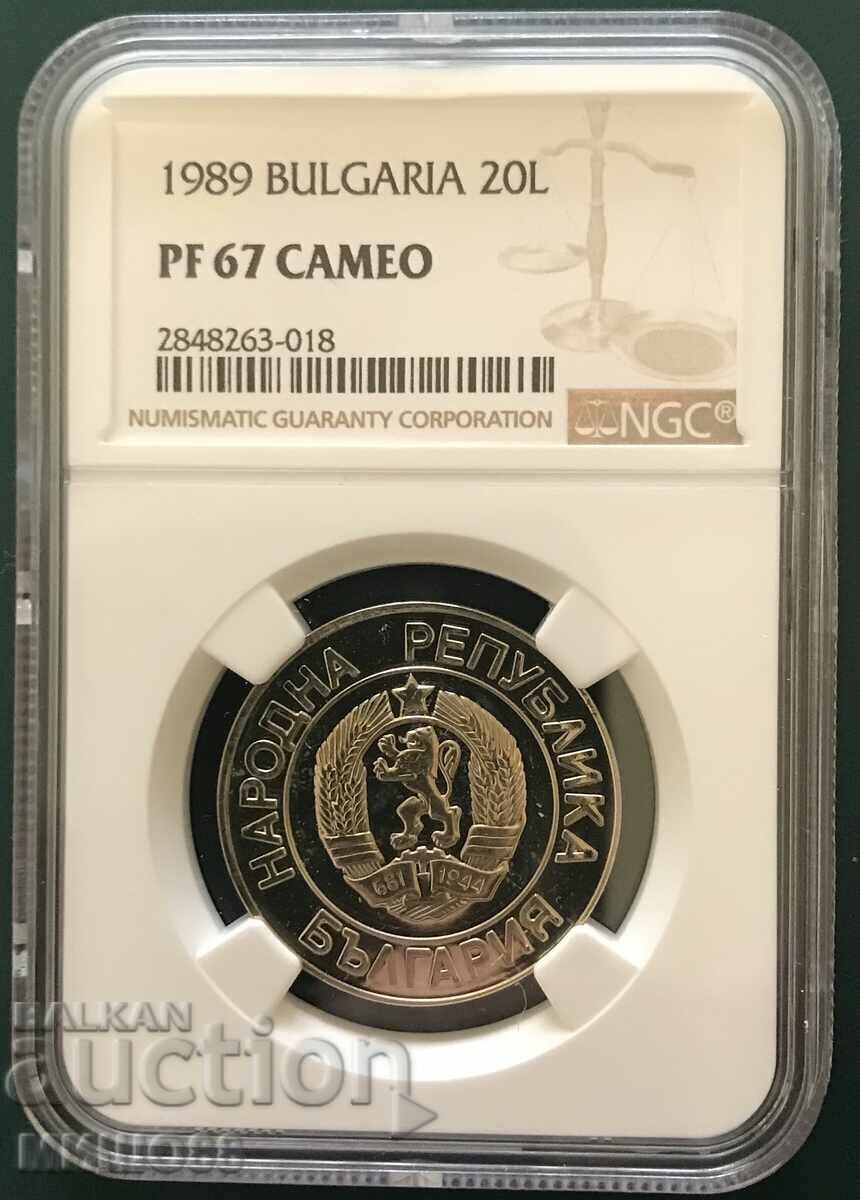 1989 BULGARIA 20L
PF 67 CAMEO
2848263-018
NUMISMATIC GUARANTY CORPORATION
NGC®
НАРОДНА РЕПУБЛИКА
БЪЛГАРИЯ
681 1944
BALKAN
auction
МИШО88